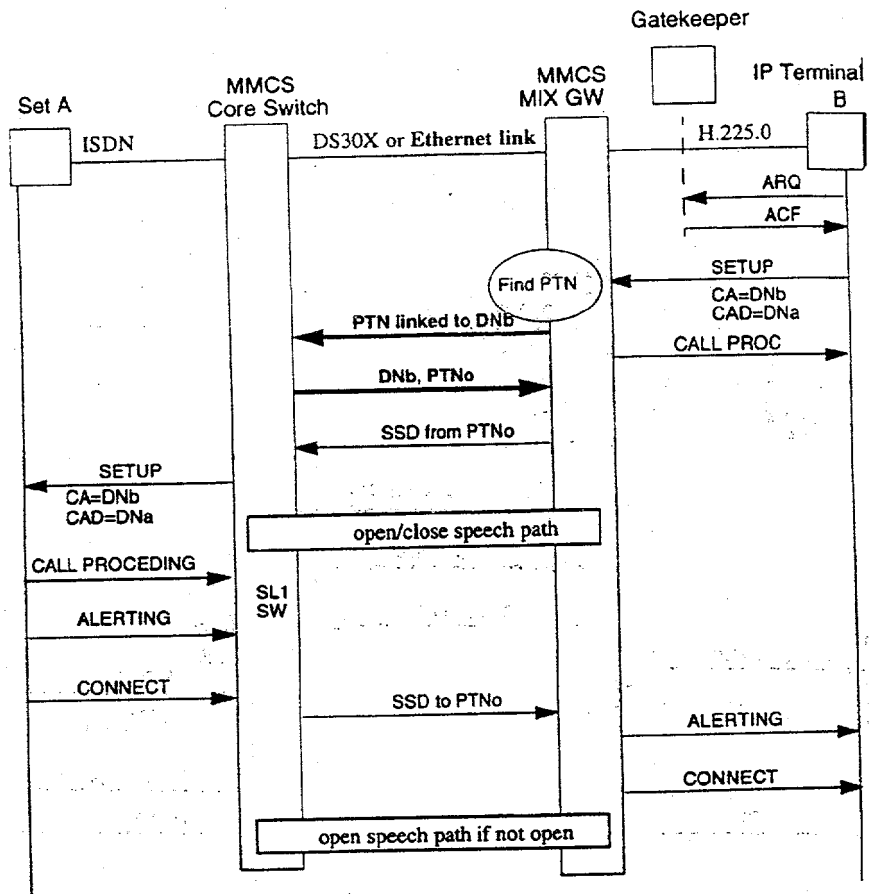 Gatekeeper
Set A
MMCS
Core Switch
MMCS
MIX GW
IP Terminal
B
ISDN
DS30X or Ethernet link
H.225.0
ARQ
ACF
SETUP
CA=DNb
CAD=DNa
Find PTN
PTN linked to DNB
CALL PROC
DNb, PTNo
SSD from PTNo
SETUP
CA=DNb
CAD=DNa
open/close speech path
CALL PROCEDING
SL1
SW
ALERTING
CONNECT
SSD to PTNo
ALERTING
CONNECT
open speech path if not open